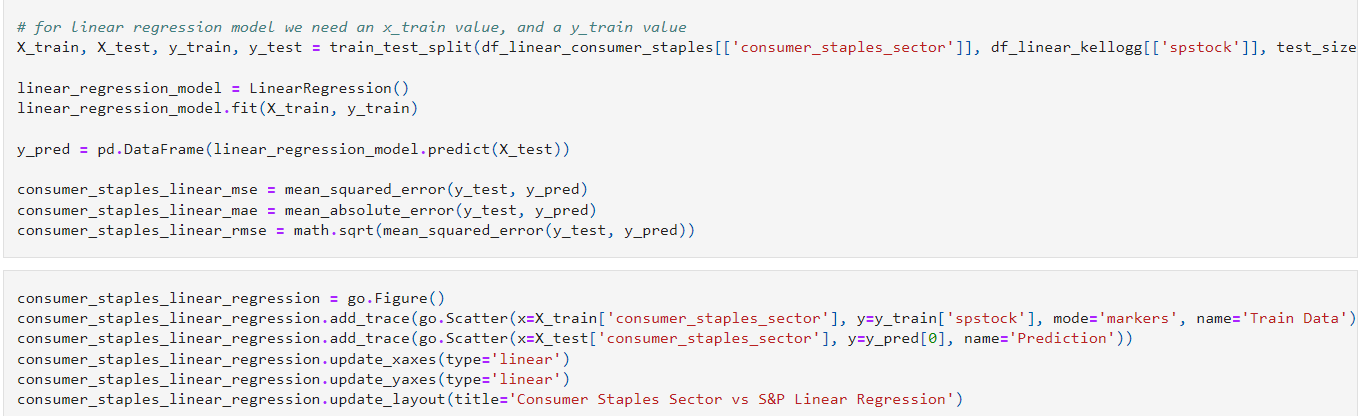 # for linear regression model we need an x_train value, and a y_train value
X_train, X_test, y_train, y_test = train_test_split(df_linear_consumer_staples[['consumer_staples_sector']], df_linear_kellogg[['spstock']], test_size
linear_regression_model = LinearRegression()
linear_regression_model.fit(X_train, y_train)
y_pred = pd.DataFrame(linear_regression_model.predict(X_test))
consumer_staples_linear_mse = mean_squared_error(y_test, y_pred)
consumer_staples_linear_mae = mean_absolute_error(y_test, y_pred)
consumer_staples_linear_rmse = math.sqrt(mean_squared_error(y_test, y_pred))
consumer_staples_linear_regression = go.Figure()
consumer_staples_linear_regression.add_trace(go.Scatter(x=X_train['consumer_staples_sector'], y=y_train['spstock'], mode='markers', name='Train Data')
consumer_staples_linear_regression.add_trace(go.Scatter(x=X_test['consumer_staples_sector'], y=y_pred[0], name='Prediction'))
consumer_staples_linear_regression.update_xaxes(type='linear')
consumer_staples_linear_regression.update_yaxes(type='linear')
consumer_staples_linear_regression.update_layout(title='Consumer Staples Sector vs S&P Linear Regression')